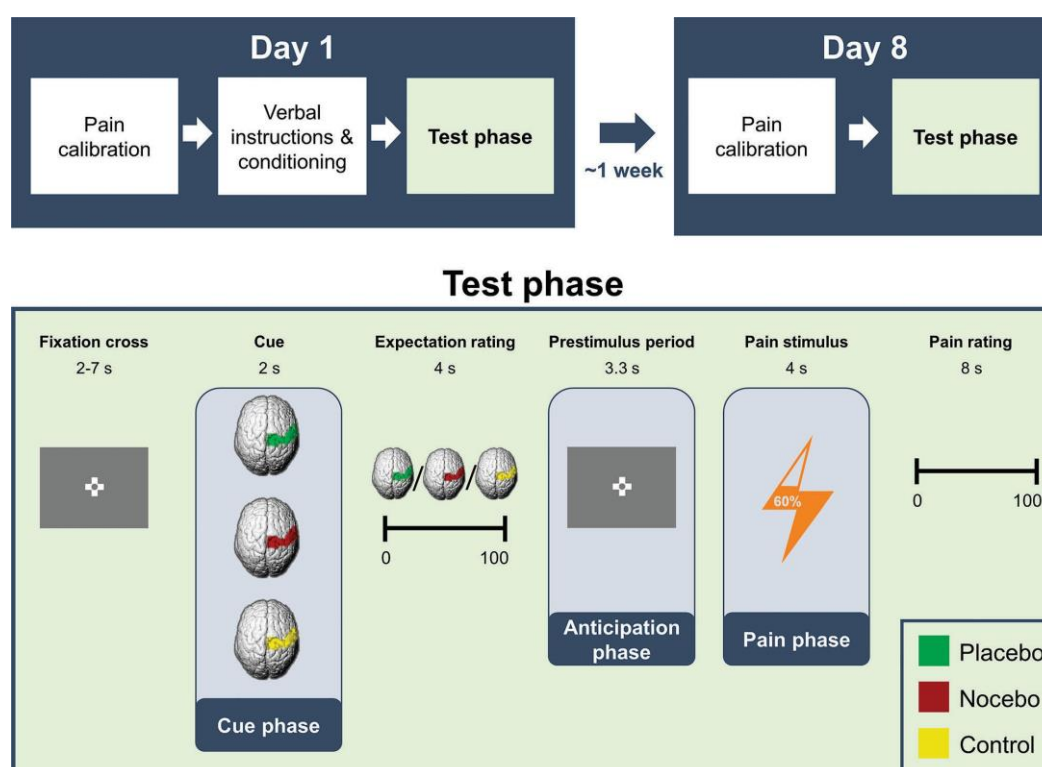 Day 1
Pain
calibration
Verbal
instructions &
conditioning
Test phase
~1 week
Day 8
Pain
calibration
Test phase
Test phase
Fixation cross
2-7 s
Cue
2 s
Expectation rating
4 s
Prestimulus period
3.3 s
Pain stimulus
4 s
Pain rating
8 s
/ /
0 100
60%
0 100
Cue phase
Anticipation
phase
Pain phase
Placebo
Nocebo
Control